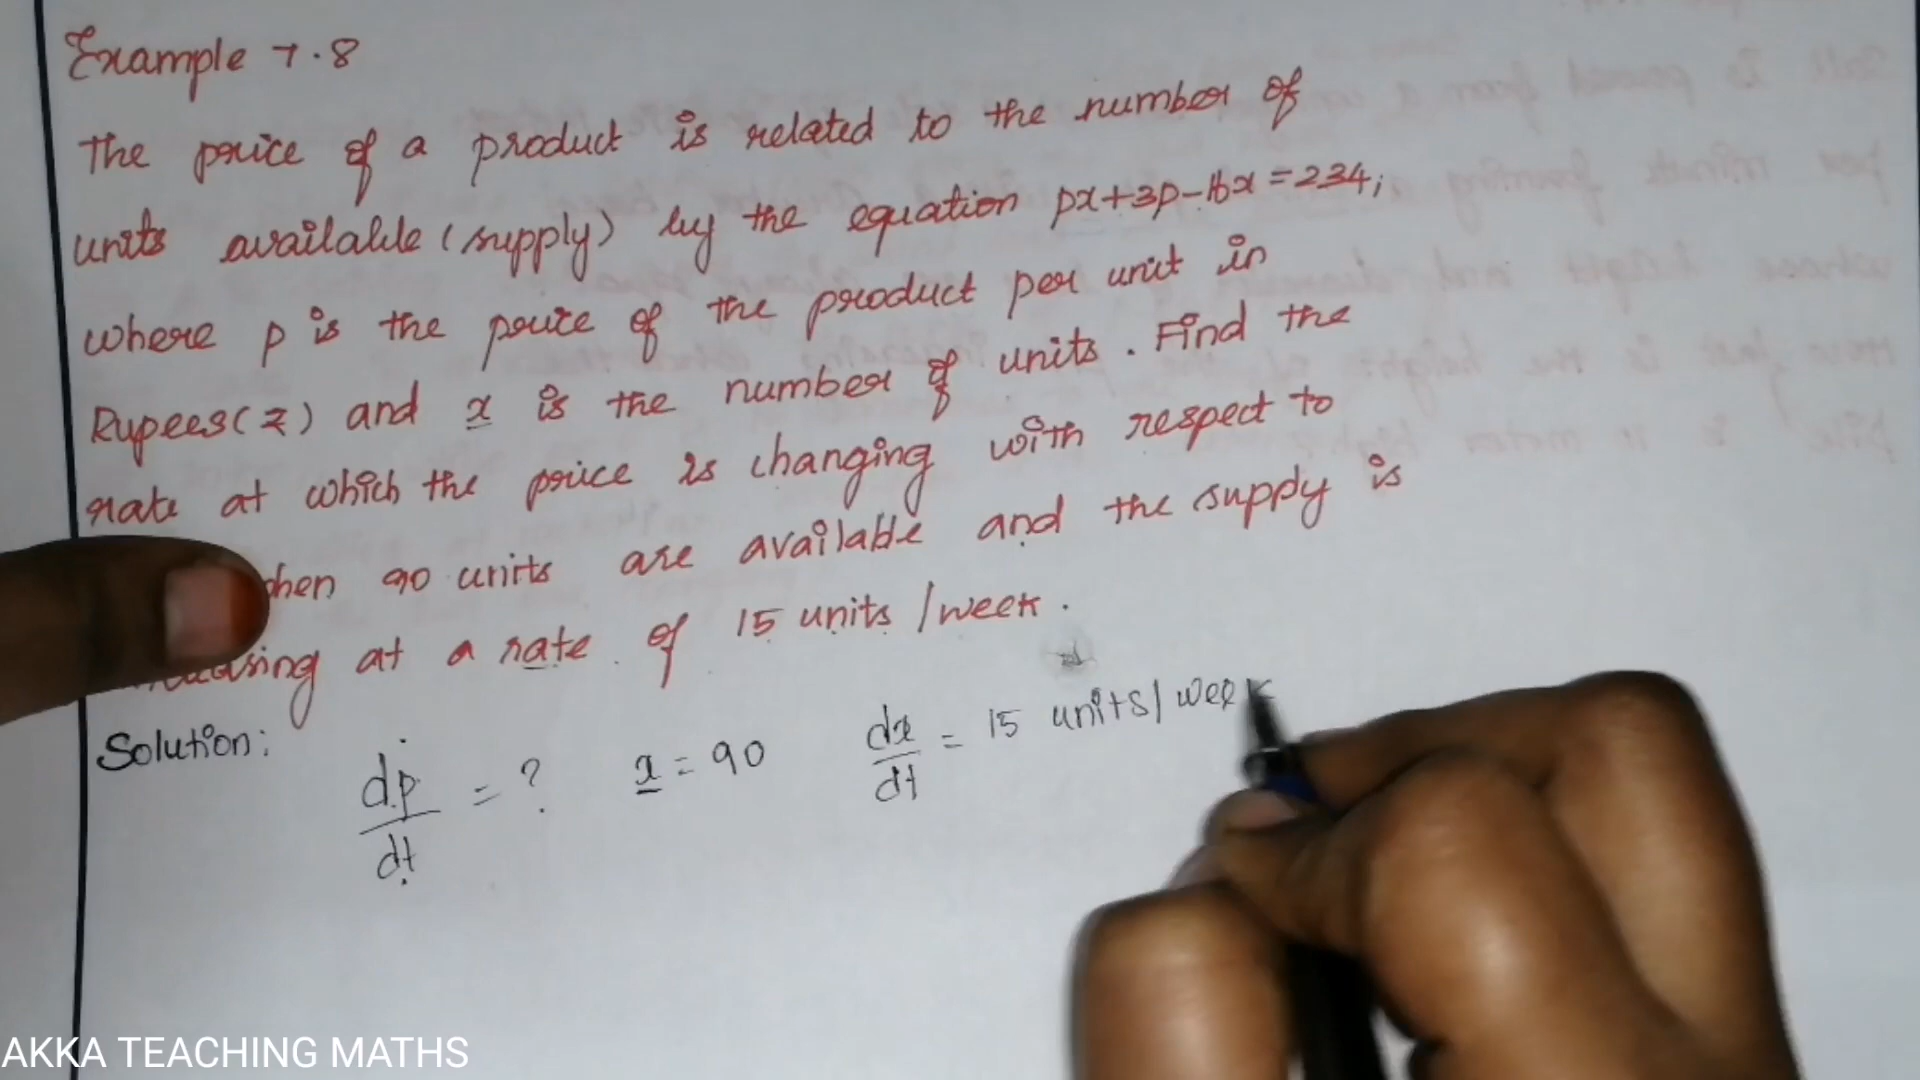 Example 7.8
The price of a product is related to the number of
units available (supply) by the equation px+3p-16x=234;
where p is the price of the product per unit in
Rupees(₹) and x is the number of units. Find the
rate at which the price is changing with respect to
when 90 units are available and the supply is
at a rate of 15 units /week.
Solution:
dp/dt = ? x = 90 dx/dt = 15 units/week
AKKA TEACHING MATHS